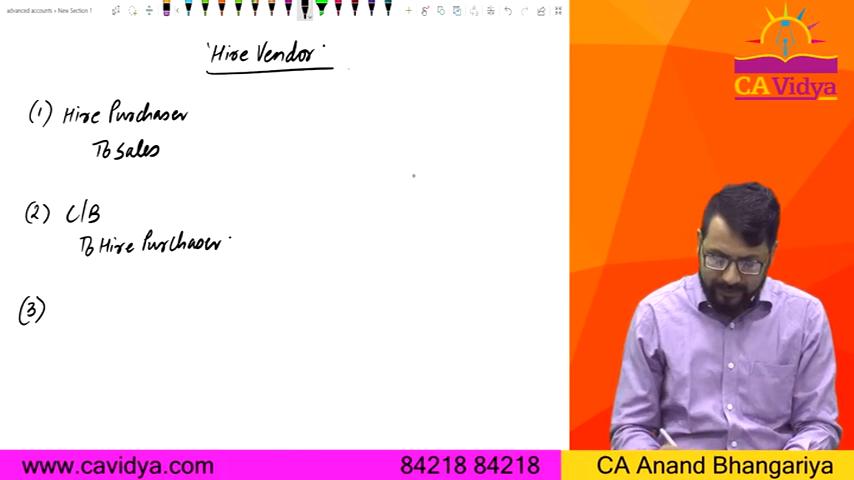 advanced accounts » New Section 1
'Hire Vendor'
(1) Hire Purchaser
To Sales
(2) C/B
To Hire Purchaser
(3)
CA Vidya
www.cavidya.com
84218 84218
CA Anand Bhangariya